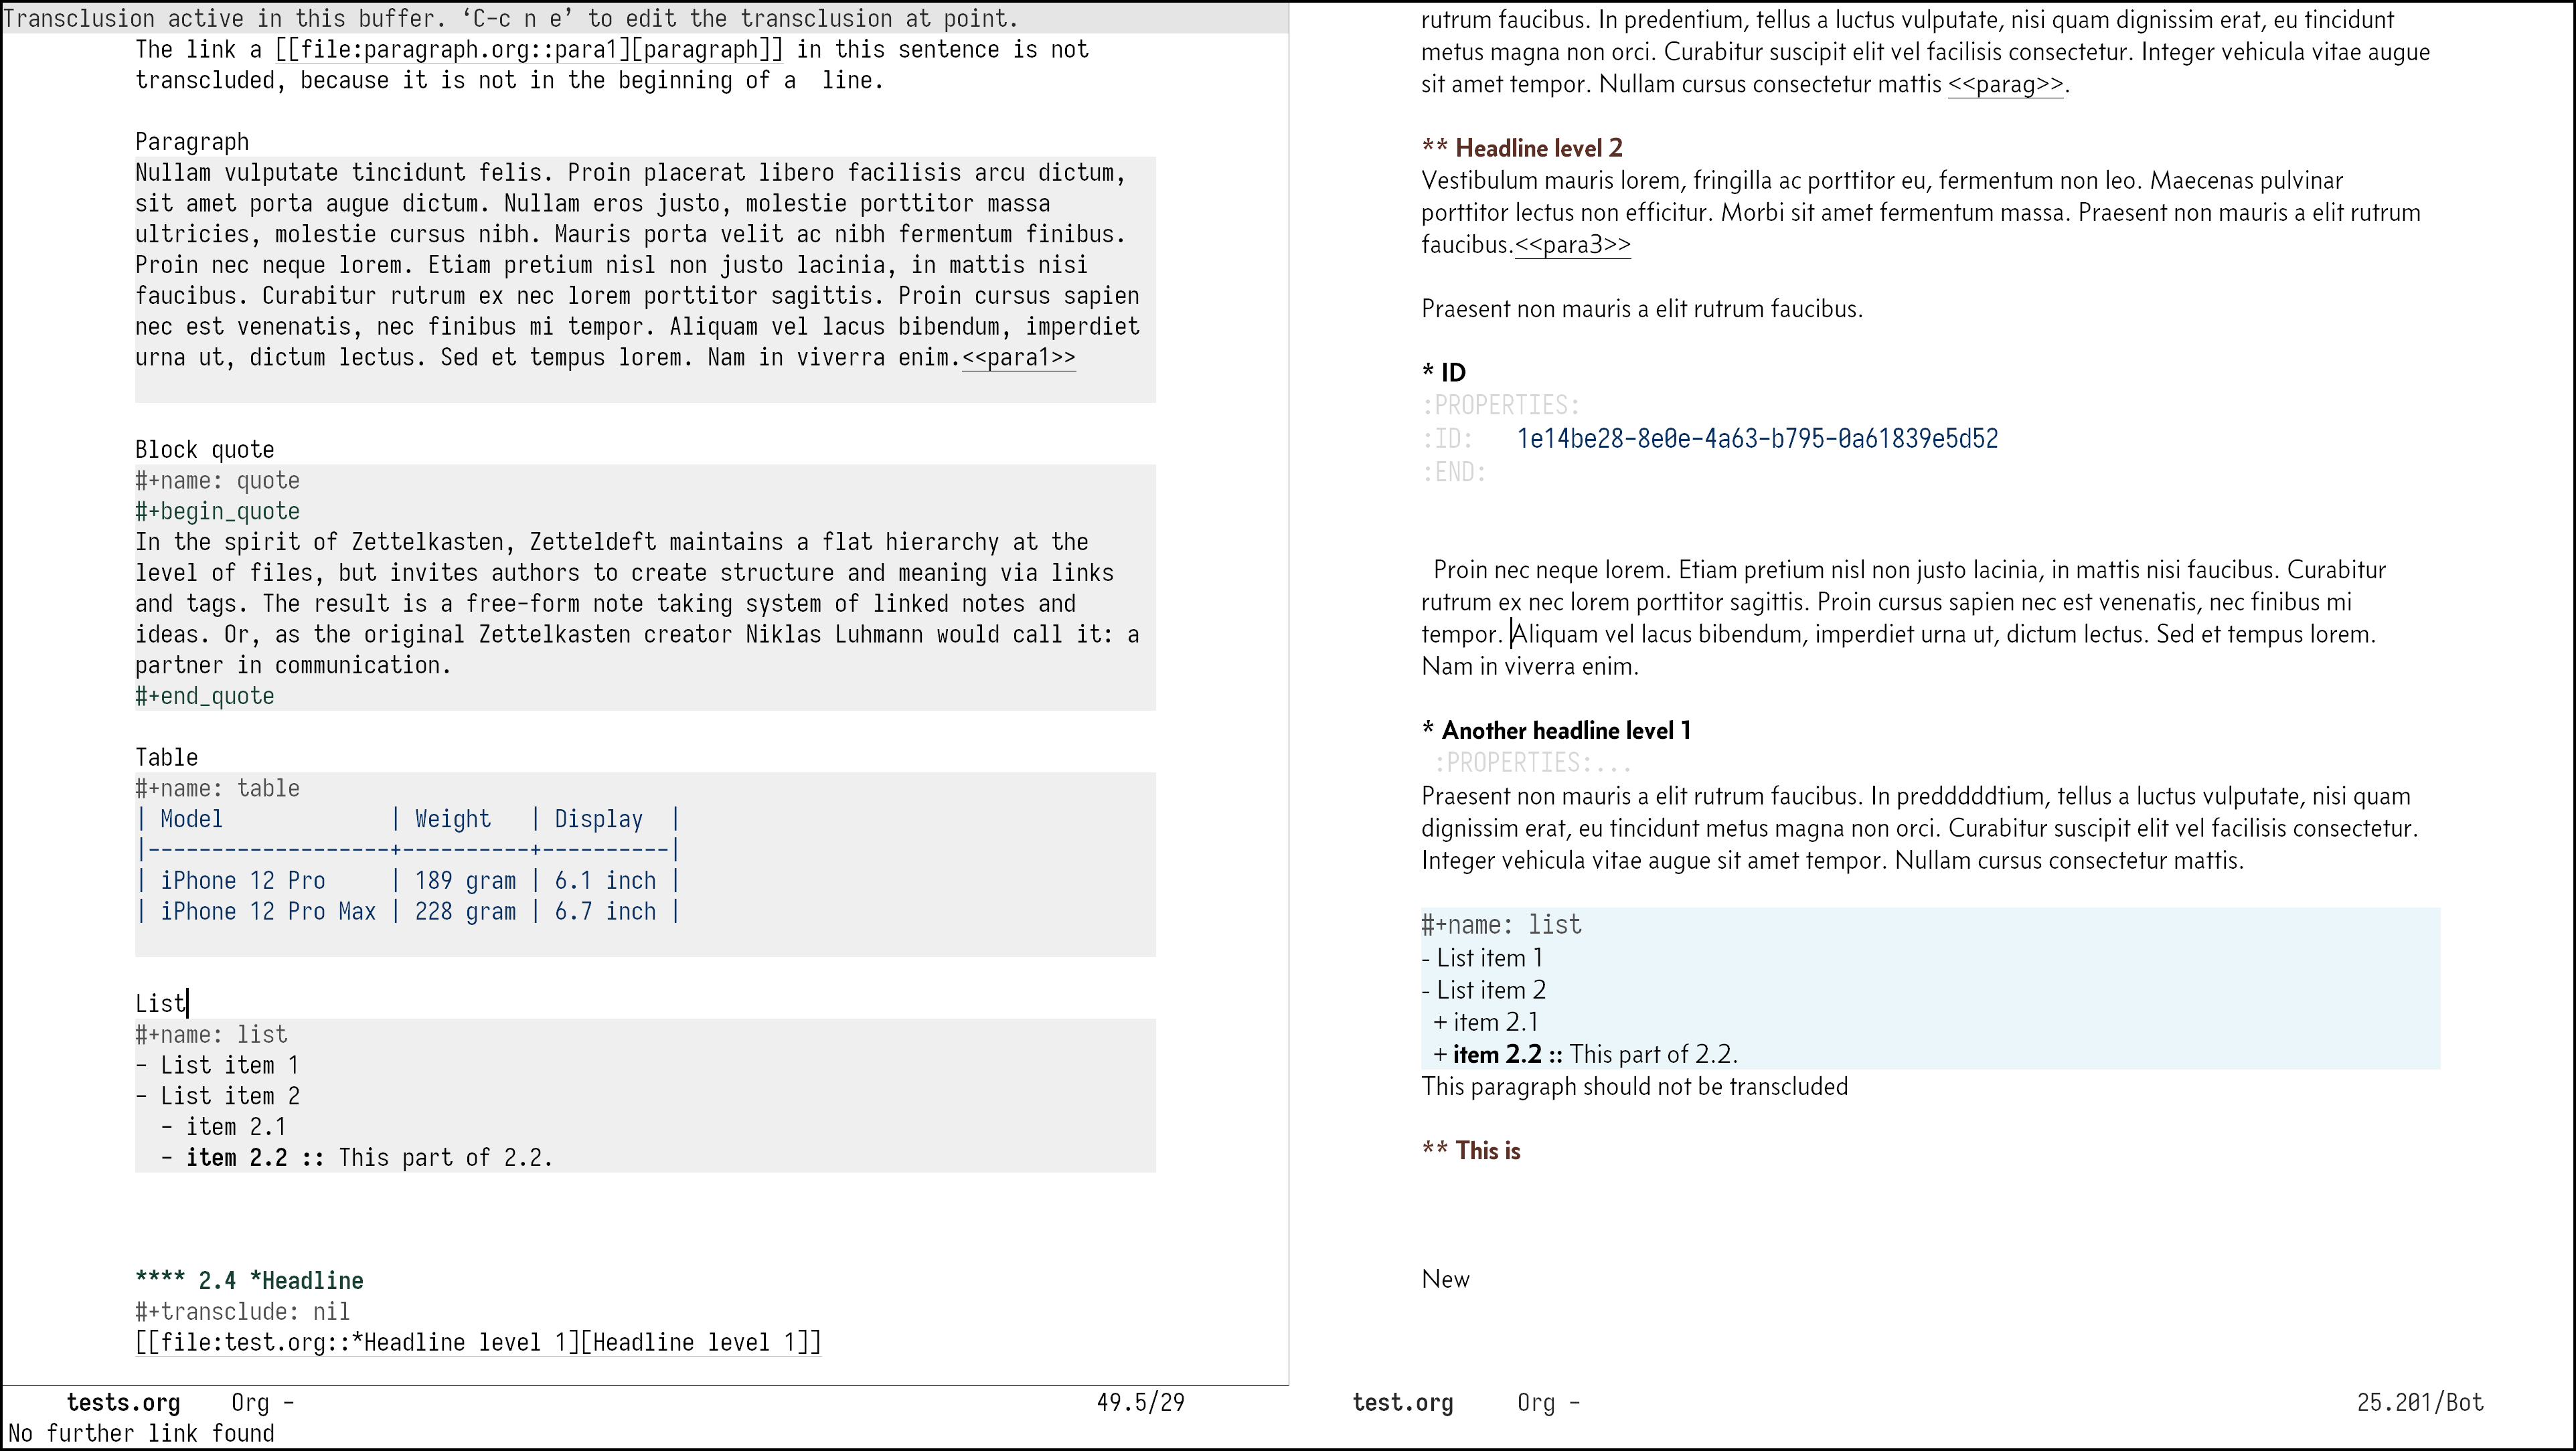 Transclusion active in this buffer. ‘C-c n e’ to edit the transclusion at point.
The link a [[file:paragraph.org::para1][paragraph]] in this sentence is not
transcluded, because it is not in the beginning of a  line.
Paragraph
Nullam vulputate tincidunt felis. Proin placerat libero facilisis arcu dictum,
sit amet porta augue dictum. Nullam eros justo, molestie porttitor massa
ultricies, molestie cursus nibh. Mauris porta velit ac nibh fermentum finibus.
Proin nec neque lorem. Etiam pretium nisl non justo lacinia, in mattis nisi
faucibus. Curabitur rutrum ex nec lorem porttitor sagittis. Proin cursus sapien
nec est venenatis, nec finibus mi tempor. Aliquam vel lacus bibendum, imperdiet
urna ut, dictum lectus. Sed et tempus lorem. Nam in viverra enim.<<para1>>
Block quote
#+name: quote
#+begin_quote
In the spirit of Zettelkasten, Zetteldeft maintains a flat hierarchy at the
level of files, but invites authors to create structure and meaning via links
and tags. The result is a free-form note taking system of linked notes and
ideas. Or, as the original Zettelkasten creator Niklas Luhmann would call it: a
partner in communication.
#+end_quote
Table
#+name: table
| Model             | Weight   | Display  |
|-------------------+----------+----------|
| iPhone 12 Pro     | 189 gram | 6.1 inch |
| iPhone 12 Pro Max | 228 gram | 6.7 inch |
List
#+name: list
- List item 1
- List item 2
  - item 2.1
  - item 2.2 :: This part of 2.2.
**** 2.4 *Headline
#+transclude: nil
[[file:test.org::*Headline level 1][Headline level 1]]
tests.org    Org -    49.5/29
No further link found
rutrum faucibus. In predentium, tellus a luctus vulputate, nisi quam dignissim erat, eu tincidunt
metus magna non orci. Curabitur suscipit elit vel facilisis consectetur. Integer vehicula vitae augue
sit amet tempor. Nullam cursus consectetur mattis <<parag>>.
** Headline level 2
Vestibulum mauris lorem, fringilla ac porttitor eu, fermentum non leo. Maecenas pulvinar
porttitor lectus non efficitur. Morbi sit amet fermentum massa. Praesent non mauris a elit rutrum
faucibus.<<para3>>
Praesent non mauris a elit rutrum faucibus.
* ID
:PROPERTIES:
:ID:   1e14be28-8e0e-4a63-b795-0a61839e5d52
:END:
Proin nec neque lorem. Etiam pretium nisl non justo lacinia, in mattis nisi faucibus. Curabitur
rutrum ex nec lorem porttitor sagittis. Proin cursus sapien nec est venenatis, nec finibus mi
tempor. Aliquam vel lacus bibendum, imperdiet urna ut, dictum lectus. Sed et tempus lorem.
Nam in viverra enim.
* Another headline level 1
:PROPERTIES:...
Praesent non mauris a elit rutrum faucibus. In predddddtium, tellus a luctus vulputate, nisi quam
dignissim erat, eu tincidunt metus magna non orci. Curabitur suscipit elit vel facilisis consectetur.
Integer vehicula vitae augue sit amet tempor. Nullam cursus consectetur mattis.
#+name: list
- List item 1
- List item 2
  + item 2.1
  + item 2.2 :: This part of 2.2.
This paragraph should not be transcluded
** This is
New
test.org    Org -    25.201/Bot